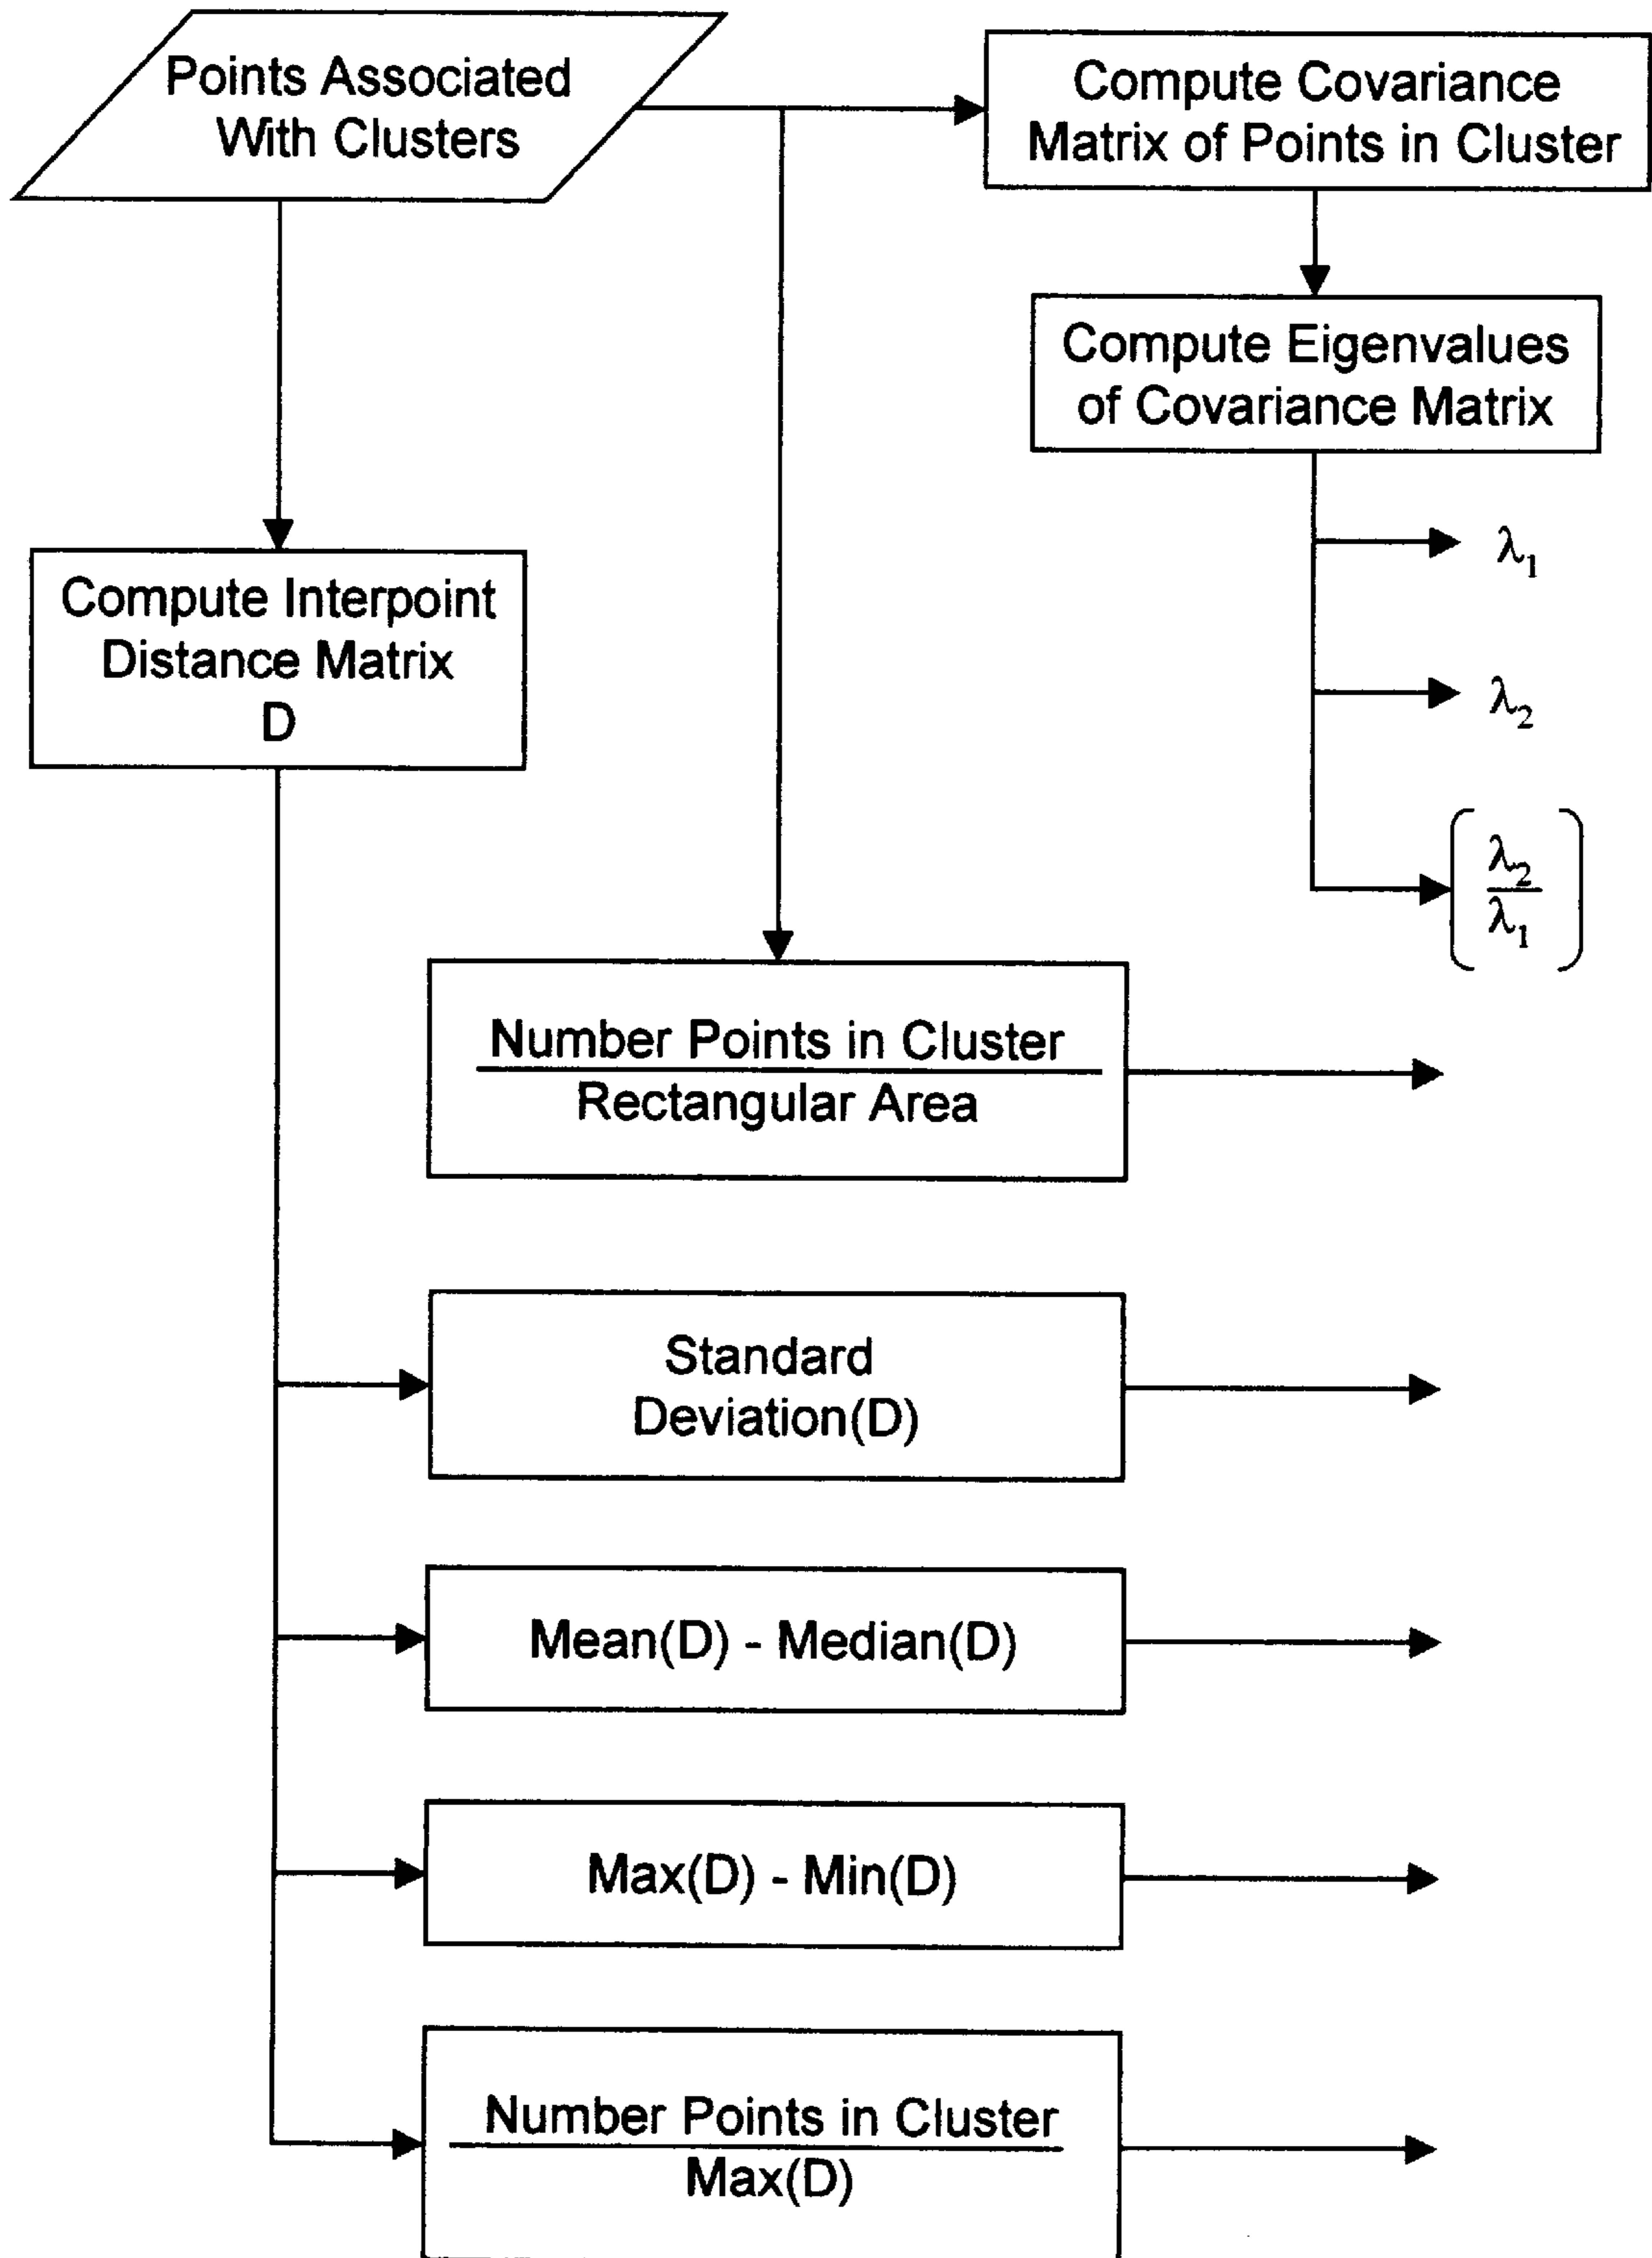 Points Associated
With Clusters
Compute Covariance
Matrix of Points in Cluster
Compute Eigenvalues
of Covariance Matrix
λ1
λ2
λ2
λ1
Compute Interpoint
Distance Matrix
D
Number Points in Cluster
Rectangular Area
Standard
Deviation(D)
Mean(D) - Median(D)
Max(D) - Min(D)
Number Points in Cluster
Max(D)